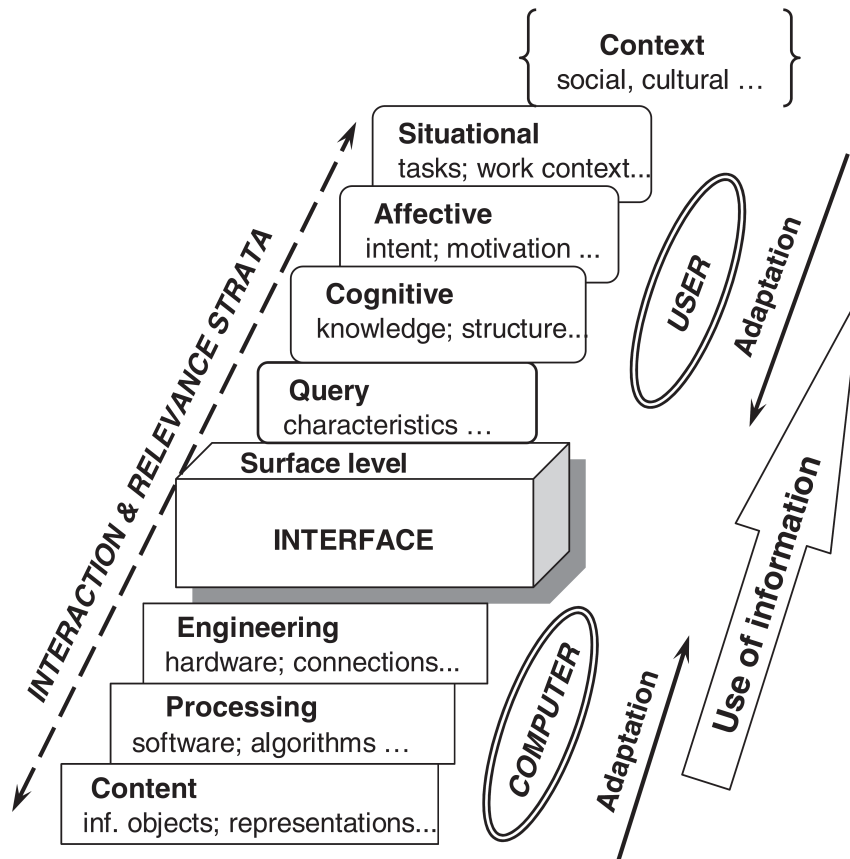 Context
social, cultural …
Situational
tasks; work context...
Affective
intent; motivation ...
Cognitive
knowledge; structure...
Query
characteristics …
Surface level
INTERFACE
Engineering
hardware; connections...
Processing
software; algorithms …
Content
inf. objects; representations...
INTERACTION & RELEVANCE STRATA
USER
Adaptation
COMPUTER
Adaptation
Use of information